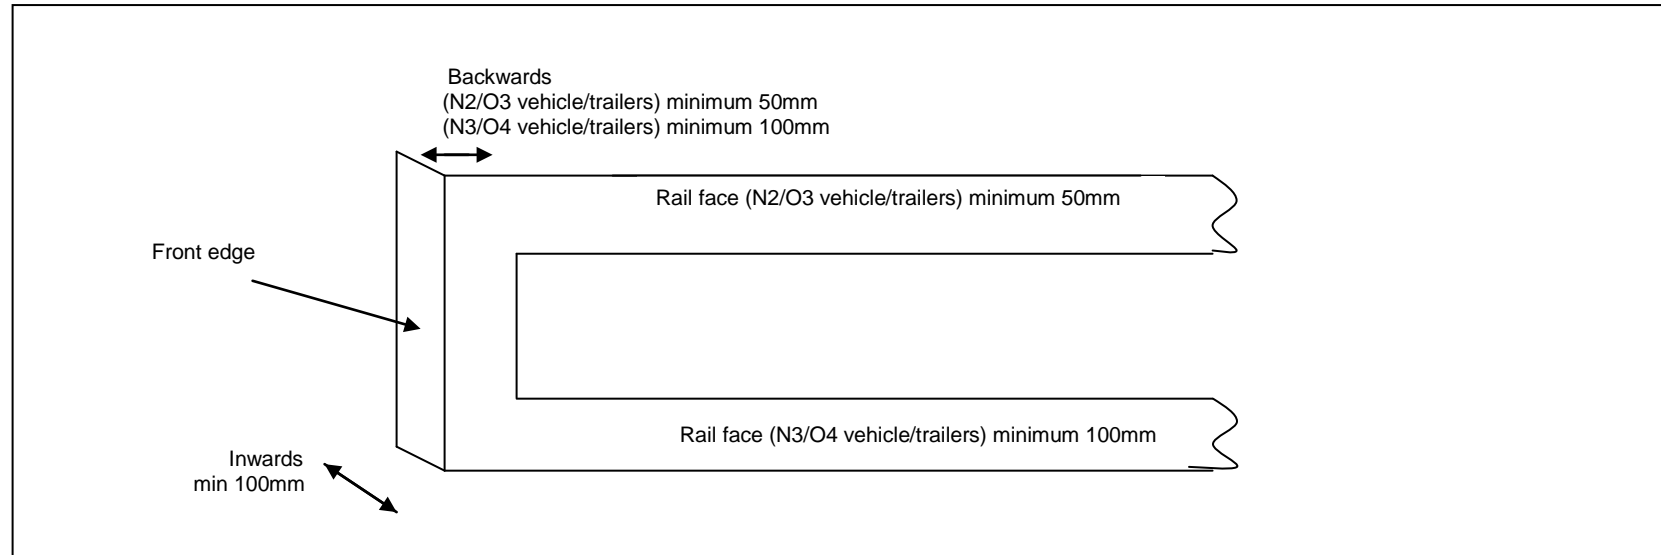 Backwards
(N2/O3 vehicle/trailers) minimum 50mm
(N3/O4 vehicle/trailers) minimum 100mm
Rail face (N2/O3 vehicle/trailers) minimum 50mm
Front edge
Rail face (N3/O4 vehicle/trailers) minimum 100mm
Inwards
min 100mm